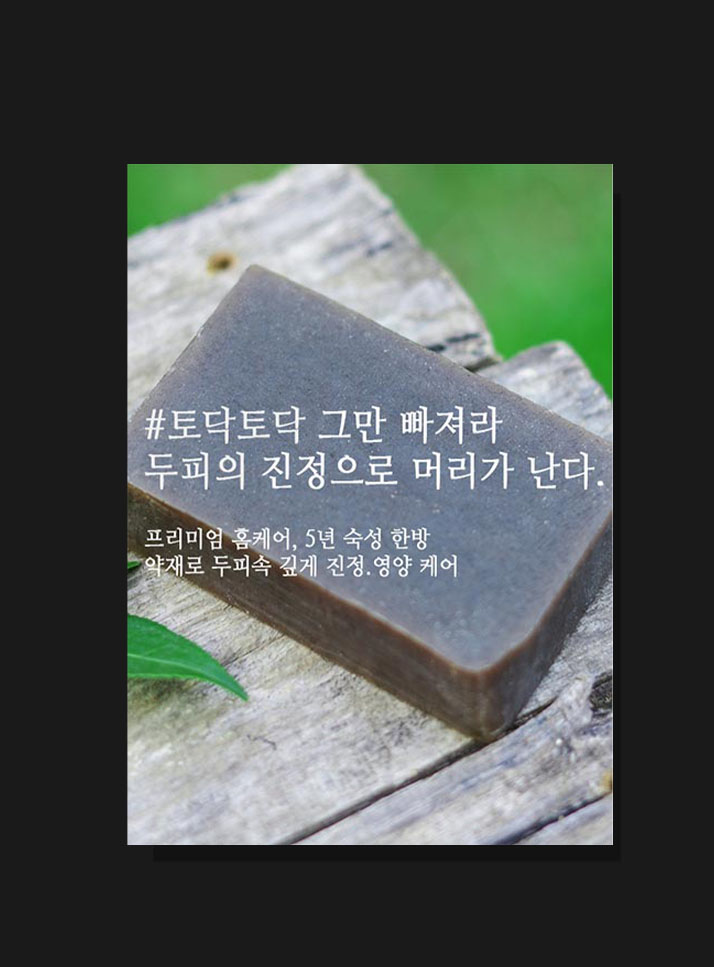 #토닥토닥 그만 빠져라
두피의 진정으로 머리가 난다.
프리미엄 홈케어, 5년 숙성 한방
약재로 두피속 깊게 진정.영양 케어